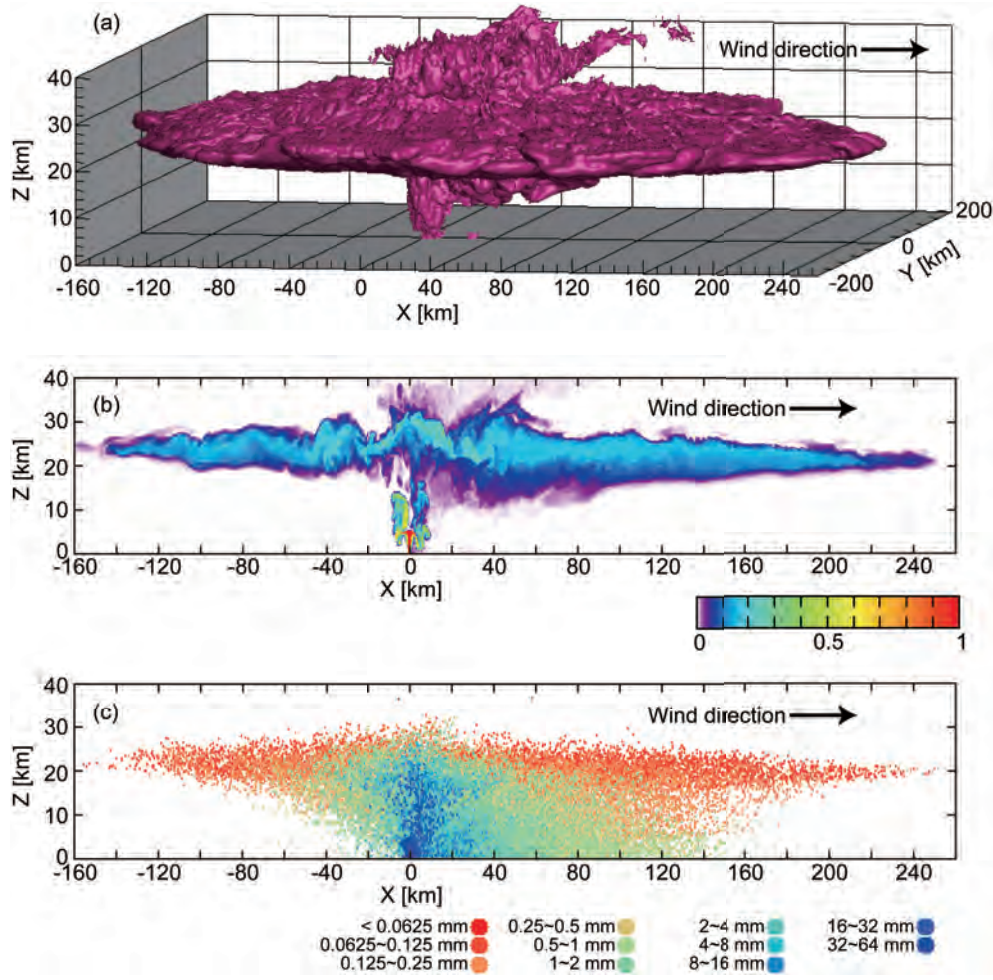 (a)
Wind direction
40
30
20
10
0
Z [km]
-160 -120 -80 -40 0 40 80 120 160 200 240
X [km]
-200 0 200
Y [km]
(b)
Wind direction
40
30
20
10
0
Z [km]
-160 -120 -80 -40 0 40 80 120 160 200 240
X [km]
0 0.5 1
(c)
Wind direction
40
30
20
10
0
Z [km]
-160 -120 -80 -40 0 40 80 120 160 200 240
X [km]
< 0.0625 mm 0.25~0.5 mm 2~4 mm 16~32 mm
0.0625~0.125 mm 0.5~1 mm 4~8 mm 32~64 mm
0.125~0.25 mm 1~2 mm 8~16 mm